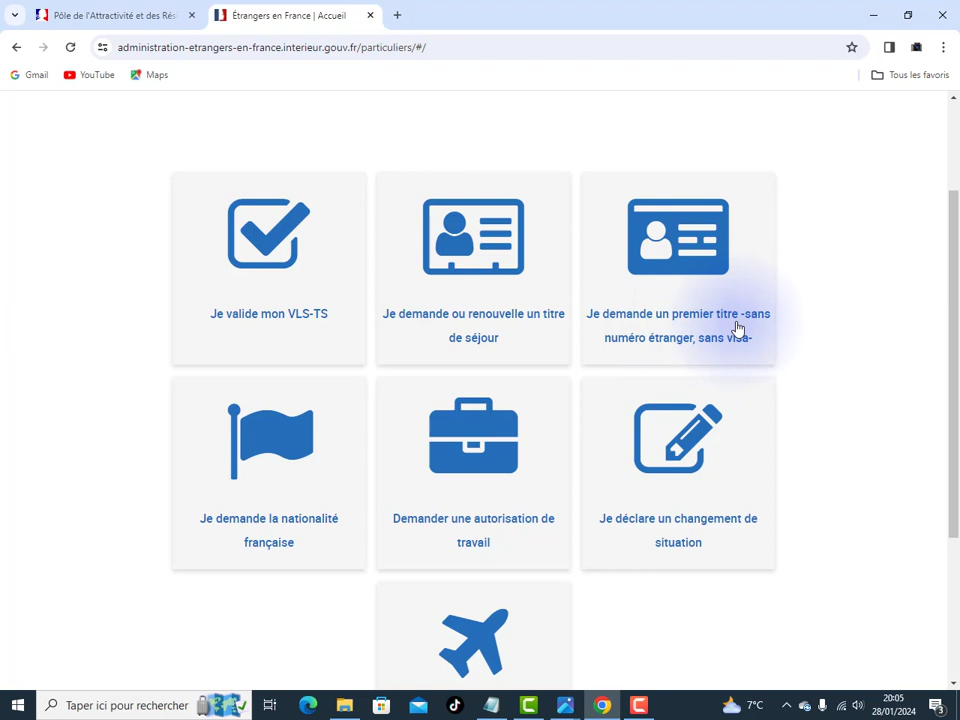 Pôle de l'Attractivité et des Rési
Étrangers en France | Accueil
administration-etrangers-en-france.interieur.gouv.fr/particuliers/#/
Gmail
YouTube
Maps
Tous les favoris
Je valide mon VLS-TS
Je demande ou renouvelle un titre
de séjour
Je demande un premier titre -sans
numéro étranger, sans visa-
Je demande la nationalité
française
Demander une autorisation de
travail
Je déclare un changement de
situation
Taper ici pour rechercher
7°C
20:05
28/01/2024
3